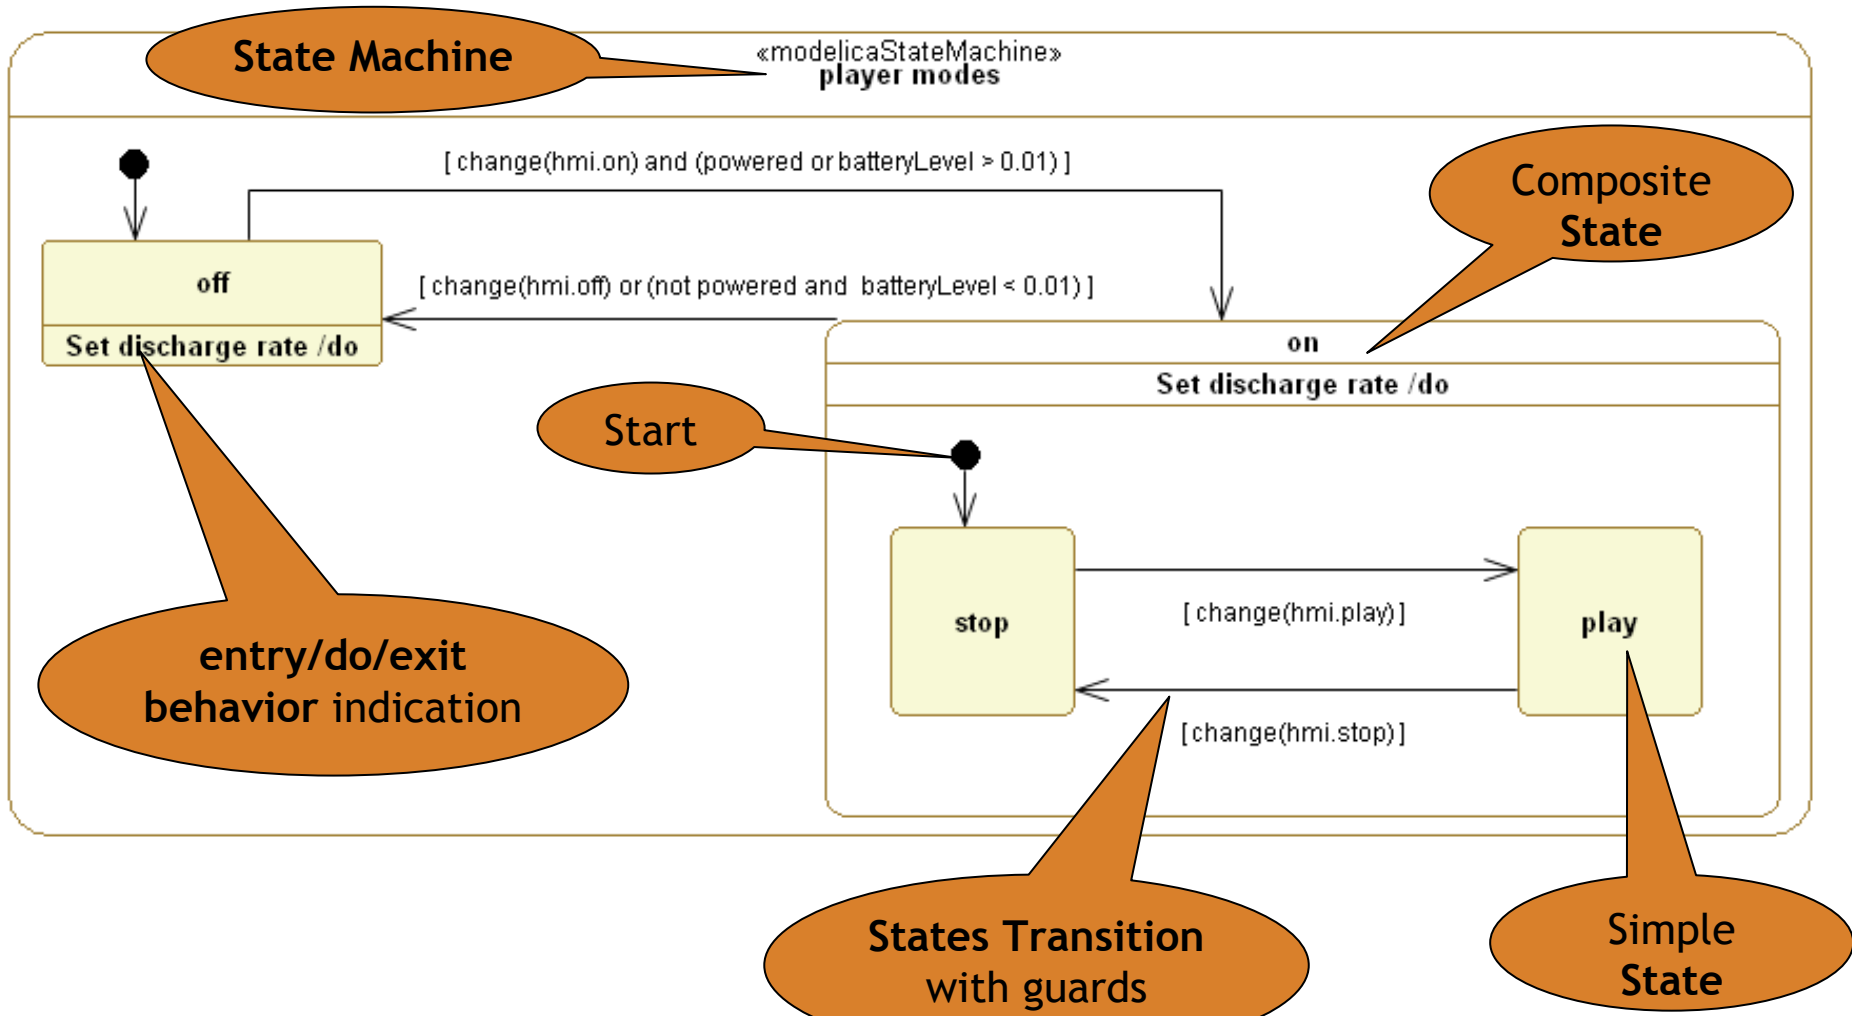 State Machine
«modelicaStateMachine»
player modes
[ change(hmi.on) and (powered or batteryLevel > 0.01) ]
Composite
State
off
[ change(hmi.off) or (not powered and batteryLevel < 0.01) ]
Set discharge rate /do
on
Set discharge rate /do
Start
stop
[ change(hmi.play) ]
play
entry/do/exit
behavior indication
[change(hmi.stop) ]
States Transition
with guards
Simple
State